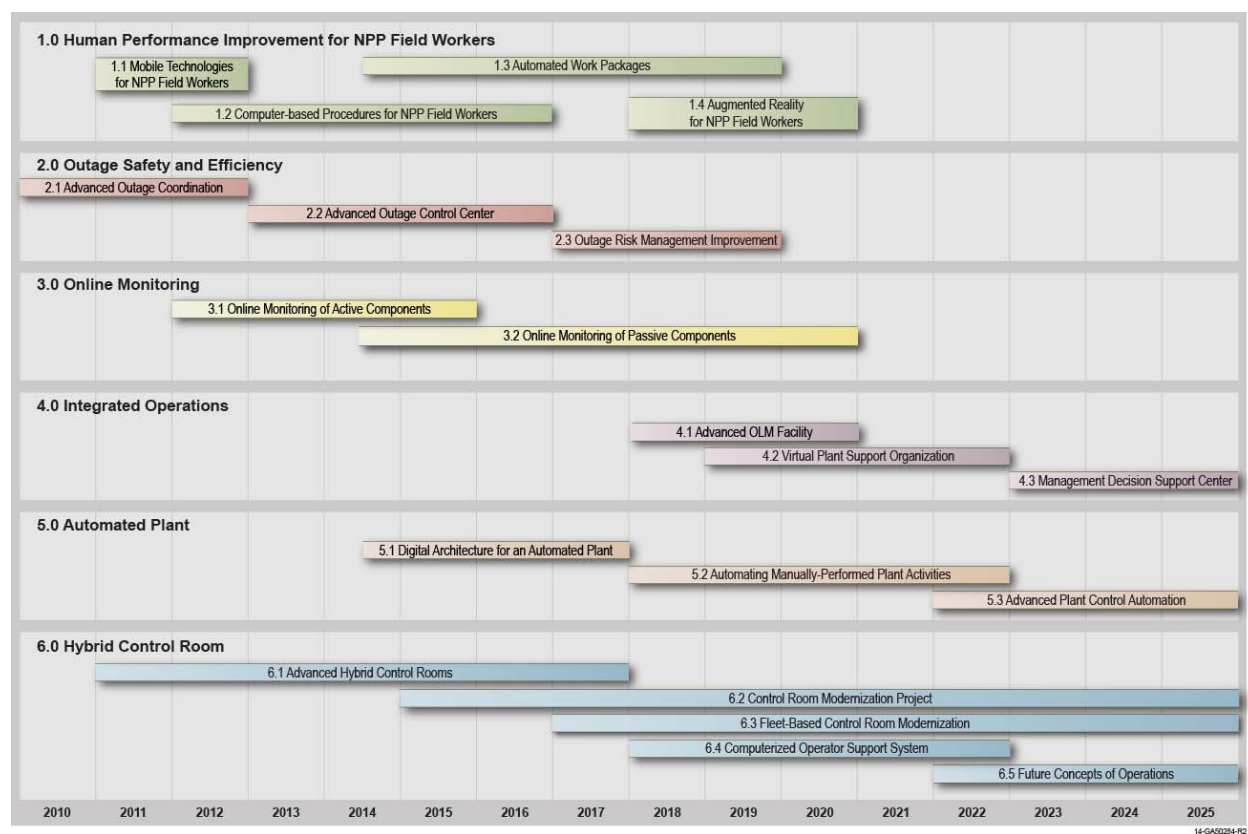 1.0 Human Performance Improvement for NPP Field Workers
1.1 Mobile Technologies
for NPP Field Workers
1.3 Automated Work Packages
1.2 Computer-based Procedures for NPP Field Workers
1.4 Augmented Reality
for NPP Field Workers
2.0 Outage Safety and Efficiency
2.1 Advanced Outage Coordination
2.2 Advanced Outage Control Center
2.3 Outage Risk Management Improvement
3.0 Online Monitoring
3.1 Online Monitoring of Active Components
3.2 Online Monitoring of Passive Components
4.0 Integrated Operations
4.1 Advanced OLM Facility
4.2 Virtual Plant Support Organization
4.3 Management Decision Support Center
5.0 Automated Plant
5.1 Digital Architecture for an Automated Plant
5.2 Automating Manually-Performed Plant Activities
5.3 Advanced Plant Control Automation
6.0 Hybrid Control Room
6.1 Advanced Hybrid Control Rooms
6.2 Control Room Modernization Project
6.3 Fleet-Based Control Room Modernization
6.4 Computerized Operator Support System
6.5 Future Concepts of Operations
2010 2011 2012 2013 2014 2015 2016 2017 2018 2019 2020 2021 2022 2023 2024 2025
14-GA50284-R2